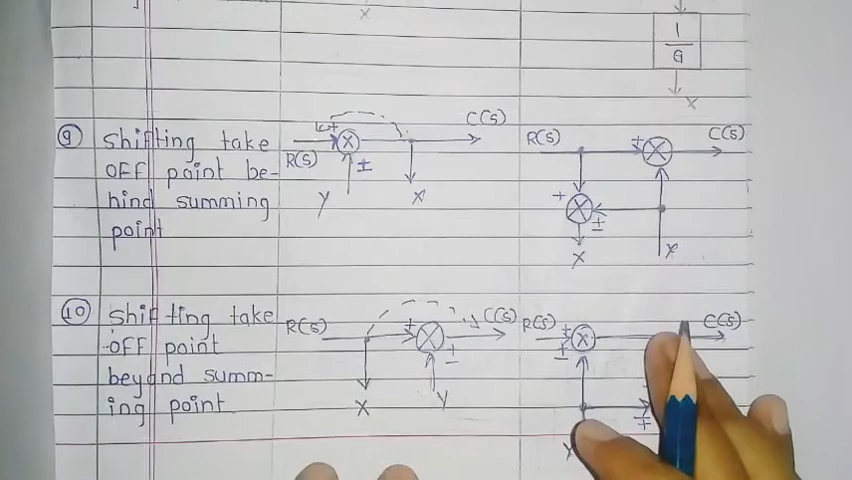 X
1
G
X
9 Shifting take
OFF point be-
hind summing
point
R(S)
+
±
Y
X
C(S)
R(S)
±
C(S)
+
±
X
Y
10 Shifting take
OFF point
beyond summ-
ing point
R(S)
±
±
C(S)
X
Y
R(S)
±
±
C(S)
∓